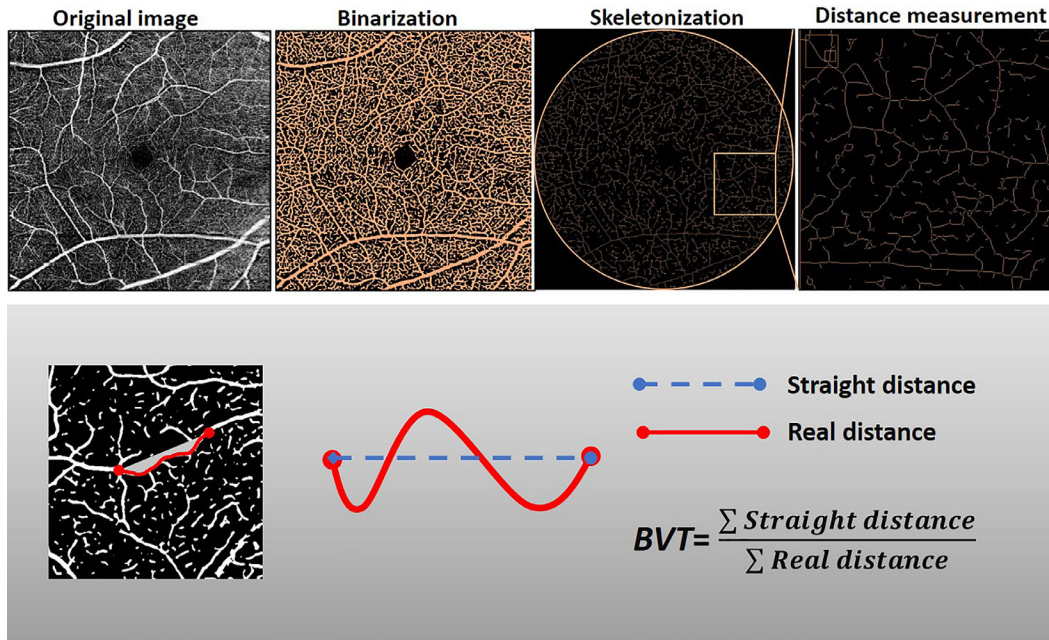 Original image
Binarization
Skeletonization
Distance measurement
Straight distance
Real distance
BVT= ∑ Straight distance
∑ Real distance